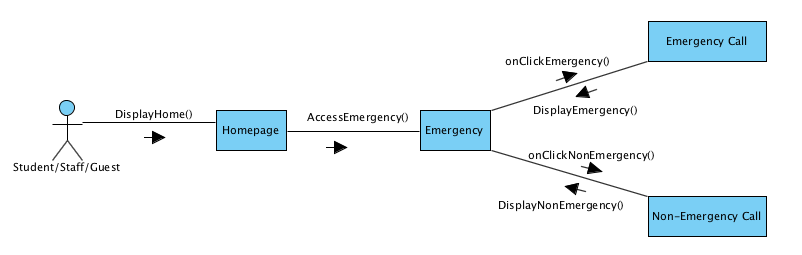 Emergency Call
onClickEmergency()
DisplayEmergency()
DisplayHome()
AccessEmergency()
Homepage
Emergency
Student/Staff/Guest
onClickNonEmergency()
DisplayNonEmergency()
Non-Emergency Call